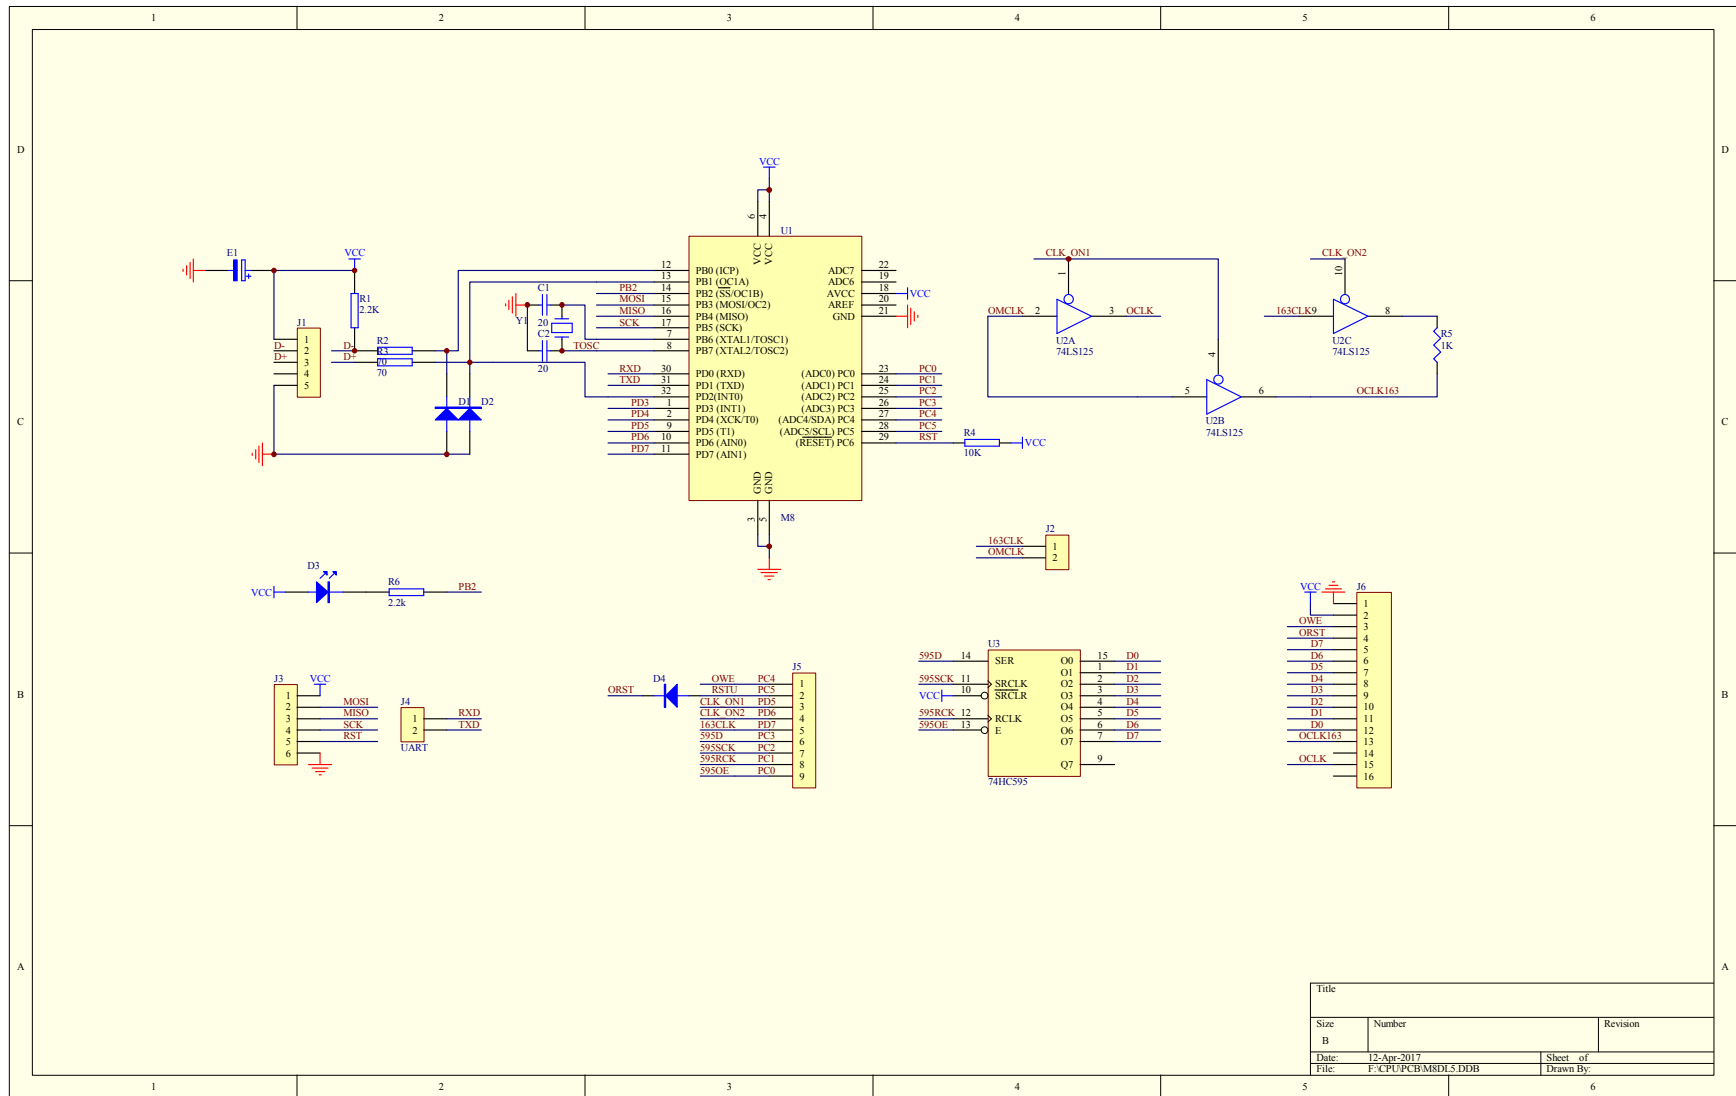 1 2 3 4 5 6
D D
C C
B B
A A
VCC
6 4
U1
VCC VCC
12 PB0 (ICP)
13 PB1 (OC1A)
PB2 14 PB2 (SS/OC1B)
MOSI 15 PB3 (MOSI/OC2)
MISO 16 PB4 (MISO)
SCK 17 PB5 (SCK)
7 PB6 (XTAL1/TOSC1)
TOSC 8 PB7 (XTAL2/TOSC2)
RXD 30 PD0 (RXD)
TXD 31 PD1 (TXD)
32 PD2(INT0)
PD3 1 PD3 (INT1)
PD4 2 PD4 (XCK/T0)
PD5 9 PD5 (T1)
PD6 10 PD6 (AIN0)
PD7 11 PD7 (AIN1)
ADC7 22
ADC6 19
AVCC 18 VCC
AREF 20
GND 21
(ADC0) PC0 23 PC0
(ADC1) PC1 24 PC1
(ADC2) PC2 25 PC2
(ADC3) PC3 26 PC3
(ADC4/SDA) PC4 27 PC4
(ADC5/SCL) PC5 28 PC5
(RESET) PC6 29 RST
R4
10K
VCC
GND GND
3 5
M8
E1
+
VCC
R1
2.2K
J1
1
D- 2
D+ 3
4
5
D- R2
D+ R3
70
70
D1 D2
C1
20
Y1
C2
20
CLK_ON1
1
OMCLK 2 3 OCLK
U2A
74LS125
4
5 6 OCLK163
U2B
74LS125
CLK_ON2
10
163CLK 9 8
U2C
74LS125
R5
1K
J2
163CLK 1
OMCLK 2
D3
VCC
R6
2.2k
PB2
J3
VCC
1
2 MOSI
3 MISO
4 SCK
5 RST
6
J4
1 RXD
2 TXD
UART
D4
ORST
J5
OWE PC4 1
RSTU PC5 2
CLK_ON1 PD5 3
CLK_ON2 PD6 4
163CLK PD7 5
595D PC3 6
595SCK PC2 7
595RCK PC1 8
595OE PC0 9
U3
595D 14 SER
595SCK 11 SRCLK
VCC 10 SRCLR
595RCK 12 RCLK
595OE 13 E
O0 15 D0
O1 1 D1
O2 2 D2
O3 3 D3
O4 4 D4
O5 5 D5
O6 6 D6
O7 7 D7
Q7 9
74HC595
VCC
J6
1
2
OWE 3
ORST 4
D7 5
D6 6
D5 7
D4 8
D3 9
D2 10
D1 11
D0 12
OCLK163 13
14
OCLK 15
16
Title
Size Number Revision
B
Date: 12-Apr-2017 Sheet of
File: F:\CPU\PCB\M8DL5.DDB Drawn By:
1 2 3 4 5 6